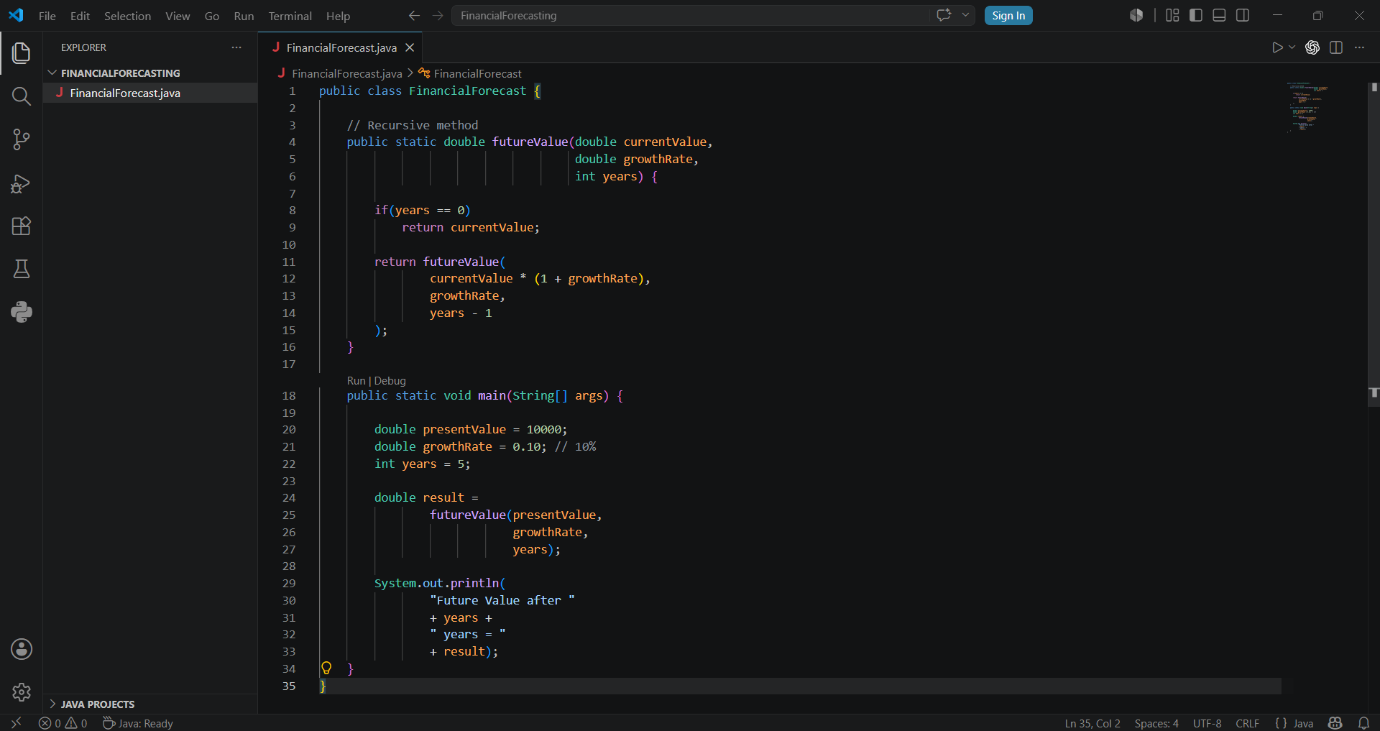 File Edit Selection View Go Run Terminal Help FinancialForecasting Sign In
EXPLORER
FINANCIALFORECASTING
J FinancialForecast.java
JAVA PROJECTS
J FinancialForecast.java
J FinancialForecast.java > FinancialForecast
1 public class FinancialForecast {
2
3 // Recursive method
4 public static double futureValue(double currentValue,
5 double growthRate,
6 int years) {
7
8 if(years == 0)
9 return currentValue;
10
11 return futureValue(
12 currentValue * (1 + growthRate),
13 growthRate,
14 years - 1
15 );
16 }
17
Run | Debug
18 public static void main(String[] args) {
19
20 double presentValue = 10000;
21 double growthRate = 0.10; // 10%
22 int years = 5;
23
24 double result =
25 futureValue(presentValue,
26 growthRate,
27 years);
28
29 System.out.println(
30 "Future Value after "
31 + years +
32 " years = "
33 + result);
34 }
35 }
0 0 Java: Ready Ln 35, Col 2 Spaces: 4 UTF-8 CRLF {} Java